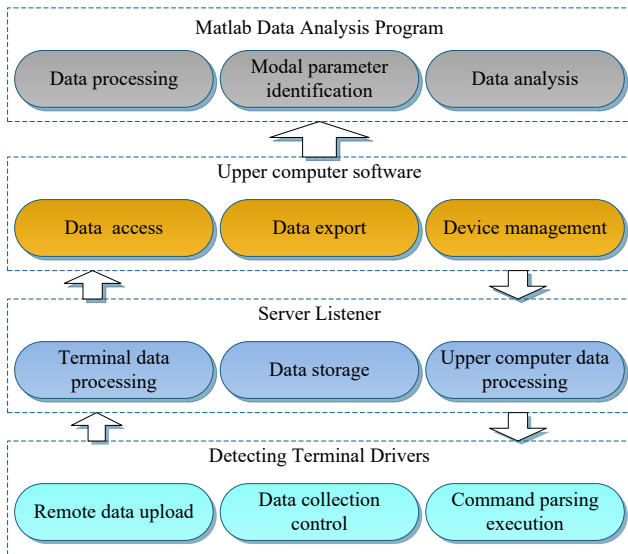 Matlab Data Analysis Program
Data processing
Modal parameter
identification
Data analysis
Upper computer software
Data access
Data export
Device management
Server Listener
Terminal data
processing
Data storage
Upper computer data
processing
Detecting Terminal Drivers
Remote data upload
Data collection
control
Command parsing
execution